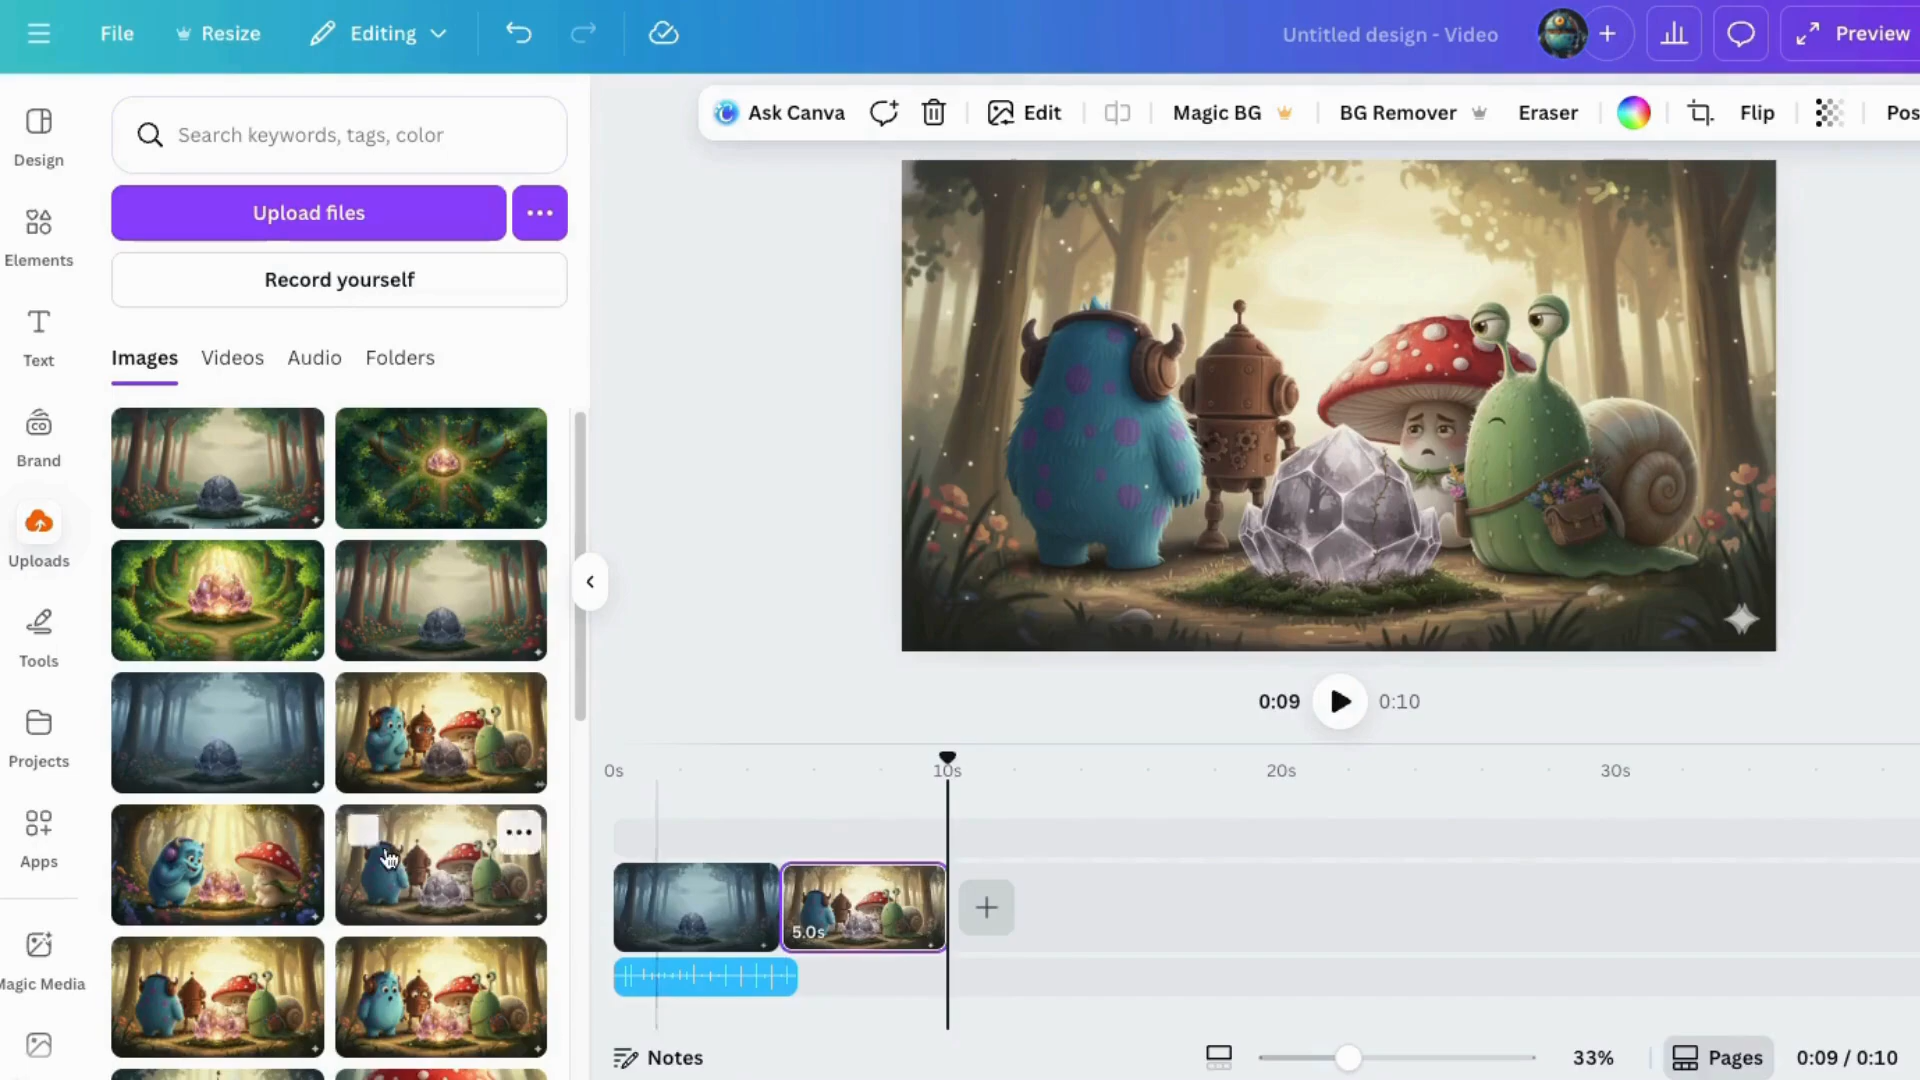 File
Resize
Editing
Untitled design - Video
Preview
Design
Elements
Text
Brand
Uploads
Tools
Projects
Apps
Magic Media
Search keywords, tags, color
Upload files
Record yourself
Images Videos Audio Folders
Ask Canva
Edit
Magic BG
BG Remover
Eraser
Flip
Pos
0:09
0:10
0s
10s
20s
30s
5.0s
Notes
33%
Pages
0:09 / 0:10